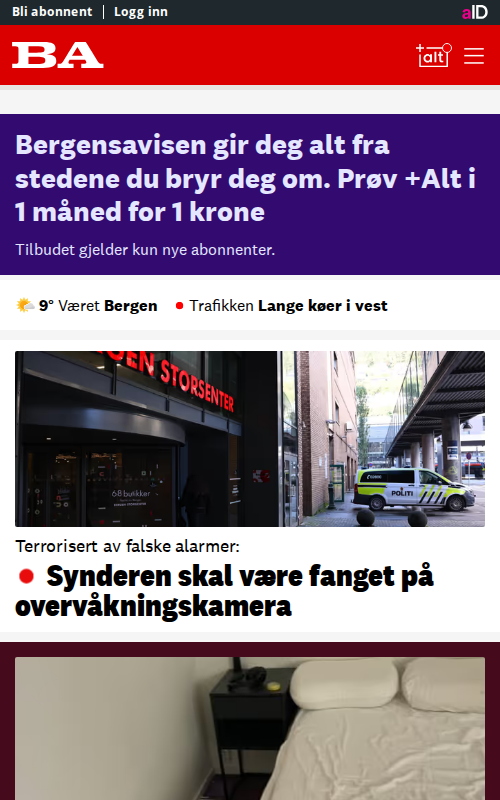 Bli abonnent | Logg inn
aID
BA
+alt
Bergensavisen gir deg alt fra
stedene du bryr deg om. Prøv +Alt i
1 måned for 1 krone
Tilbudet gjelder kun nye abonnenter.
9° Været Bergen
Trafikken Lange køer i vest
STORSENTER
68 butikker
POLITI
Terrorisert av falske alarmer:
Synderen skal være fanget på
overvåkningskamera